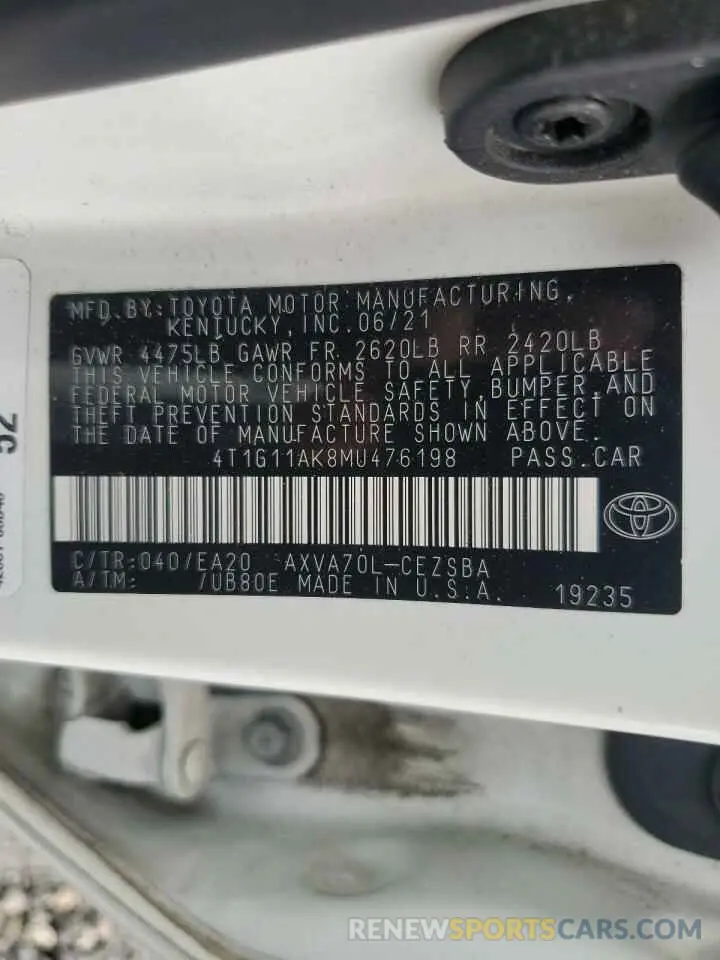 MFD. BY: TOYOTA MOTOR MANUFACTURING,
KENTUCKY, INC. 06/21
GVWR 4475LB GAWR FR 2620LB RR 2420LB
THIS VEHICLE CONFORMS TO ALL APPLICABLE
FEDERAL MOTOR VEHICLE SAFETY, BUMPER, AND
THEFT PREVENTION STANDARDS IN EFFECT ON
THE DATE OF MANUFACTURE SHOWN ABOVE.
4T1G11AK8MU476198 PASS. CAR
C/TR: 040/EA20 AXVA70L-CEZSBA
A/TM: /UB80E MADE IN U.S.A. 19235
52
RENEWSPORTSCARS.COM